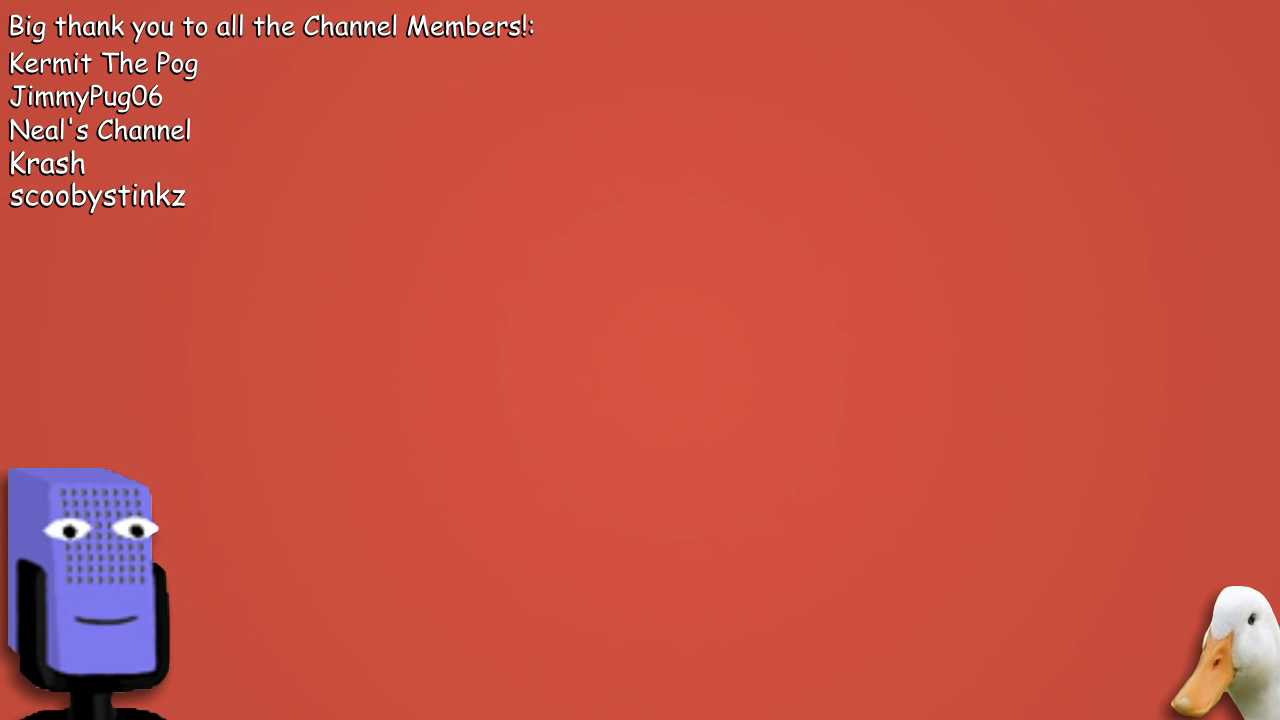 Big thank you to all the Channel Members!:
Kermit The Pog
JimmyPug06
Neal's Channel
Krash
scoobystinkz